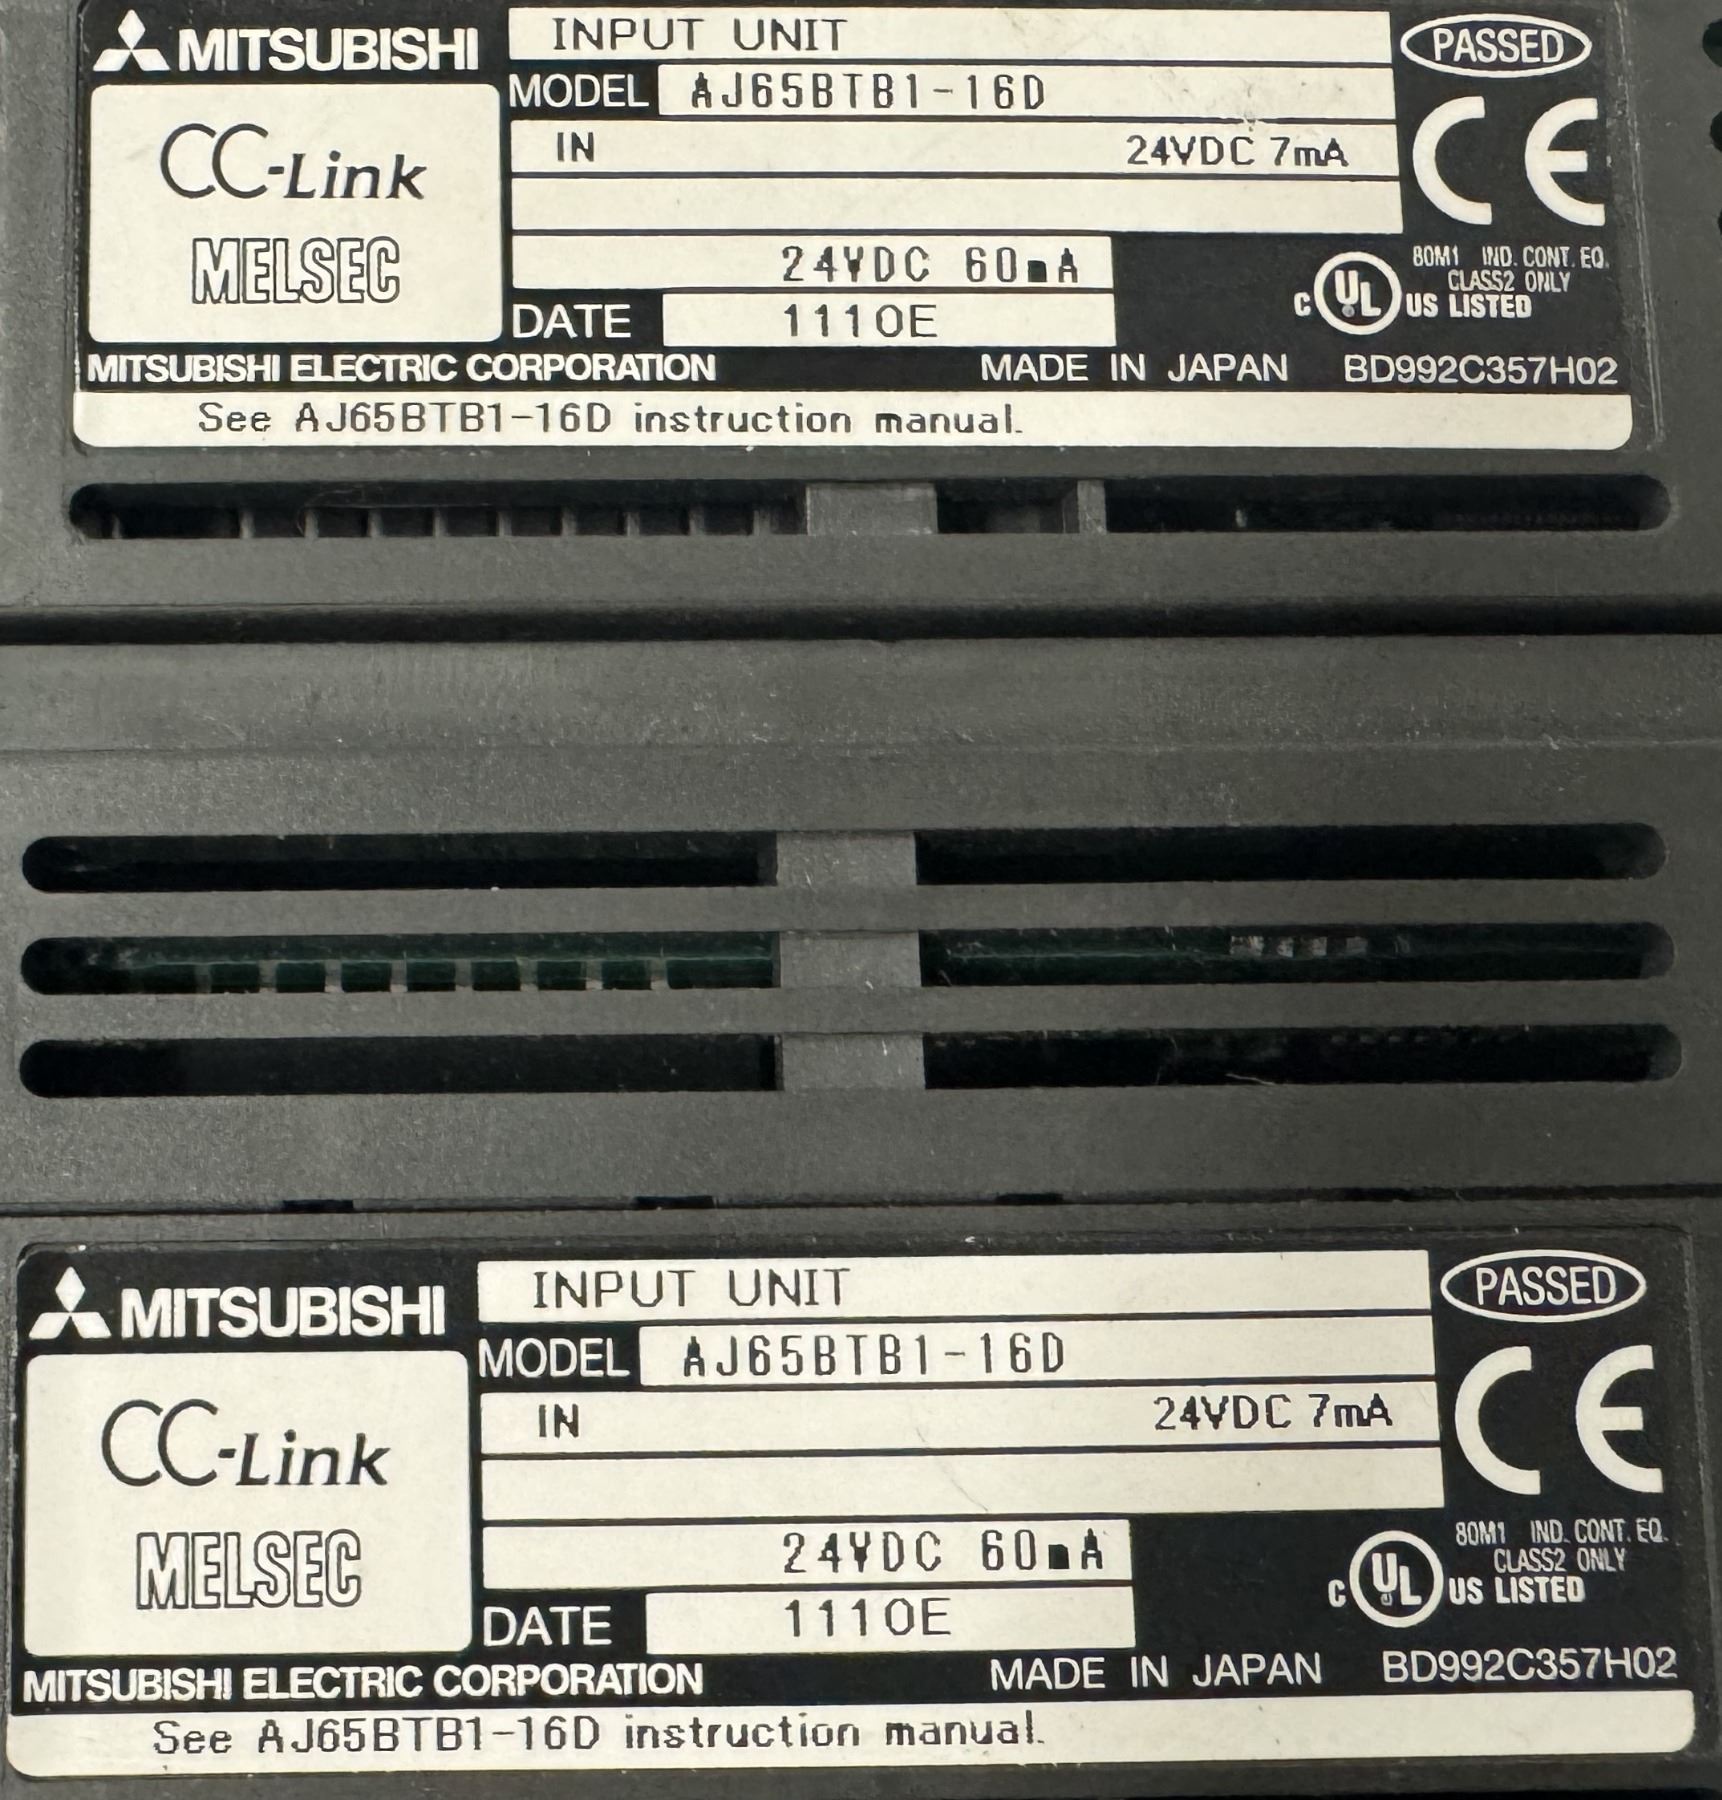 MITSUBISHI
INPUT UNIT
PASSED
MODEL AJ65BTB1-16D
CC-Link
IN 24VDC 7mA
CE
MELSEC
24VDC 60mA
80M1 IND. CONT. EQ.
CLASS2 ONLY
C UL US LISTED
DATE 1110E
MITSUBISHI ELECTRIC CORPORATION MADE IN JAPAN BD992C357H02
See AJ65BTB1-16D instruction manual.
MITSUBISHI
INPUT UNIT
PASSED
MODEL AJ65BTB1-16D
CC-Link
IN 24VDC 7mA
CE
MELSEC
24VDC 60mA
80M1 IND. CONT. EQ.
CLASS2 ONLY
C UL US LISTED
DATE 1110E
MITSUBISHI ELECTRIC CORPORATION MADE IN JAPAN BD992C357H02
See AJ65BTB1-16D instruction manual.